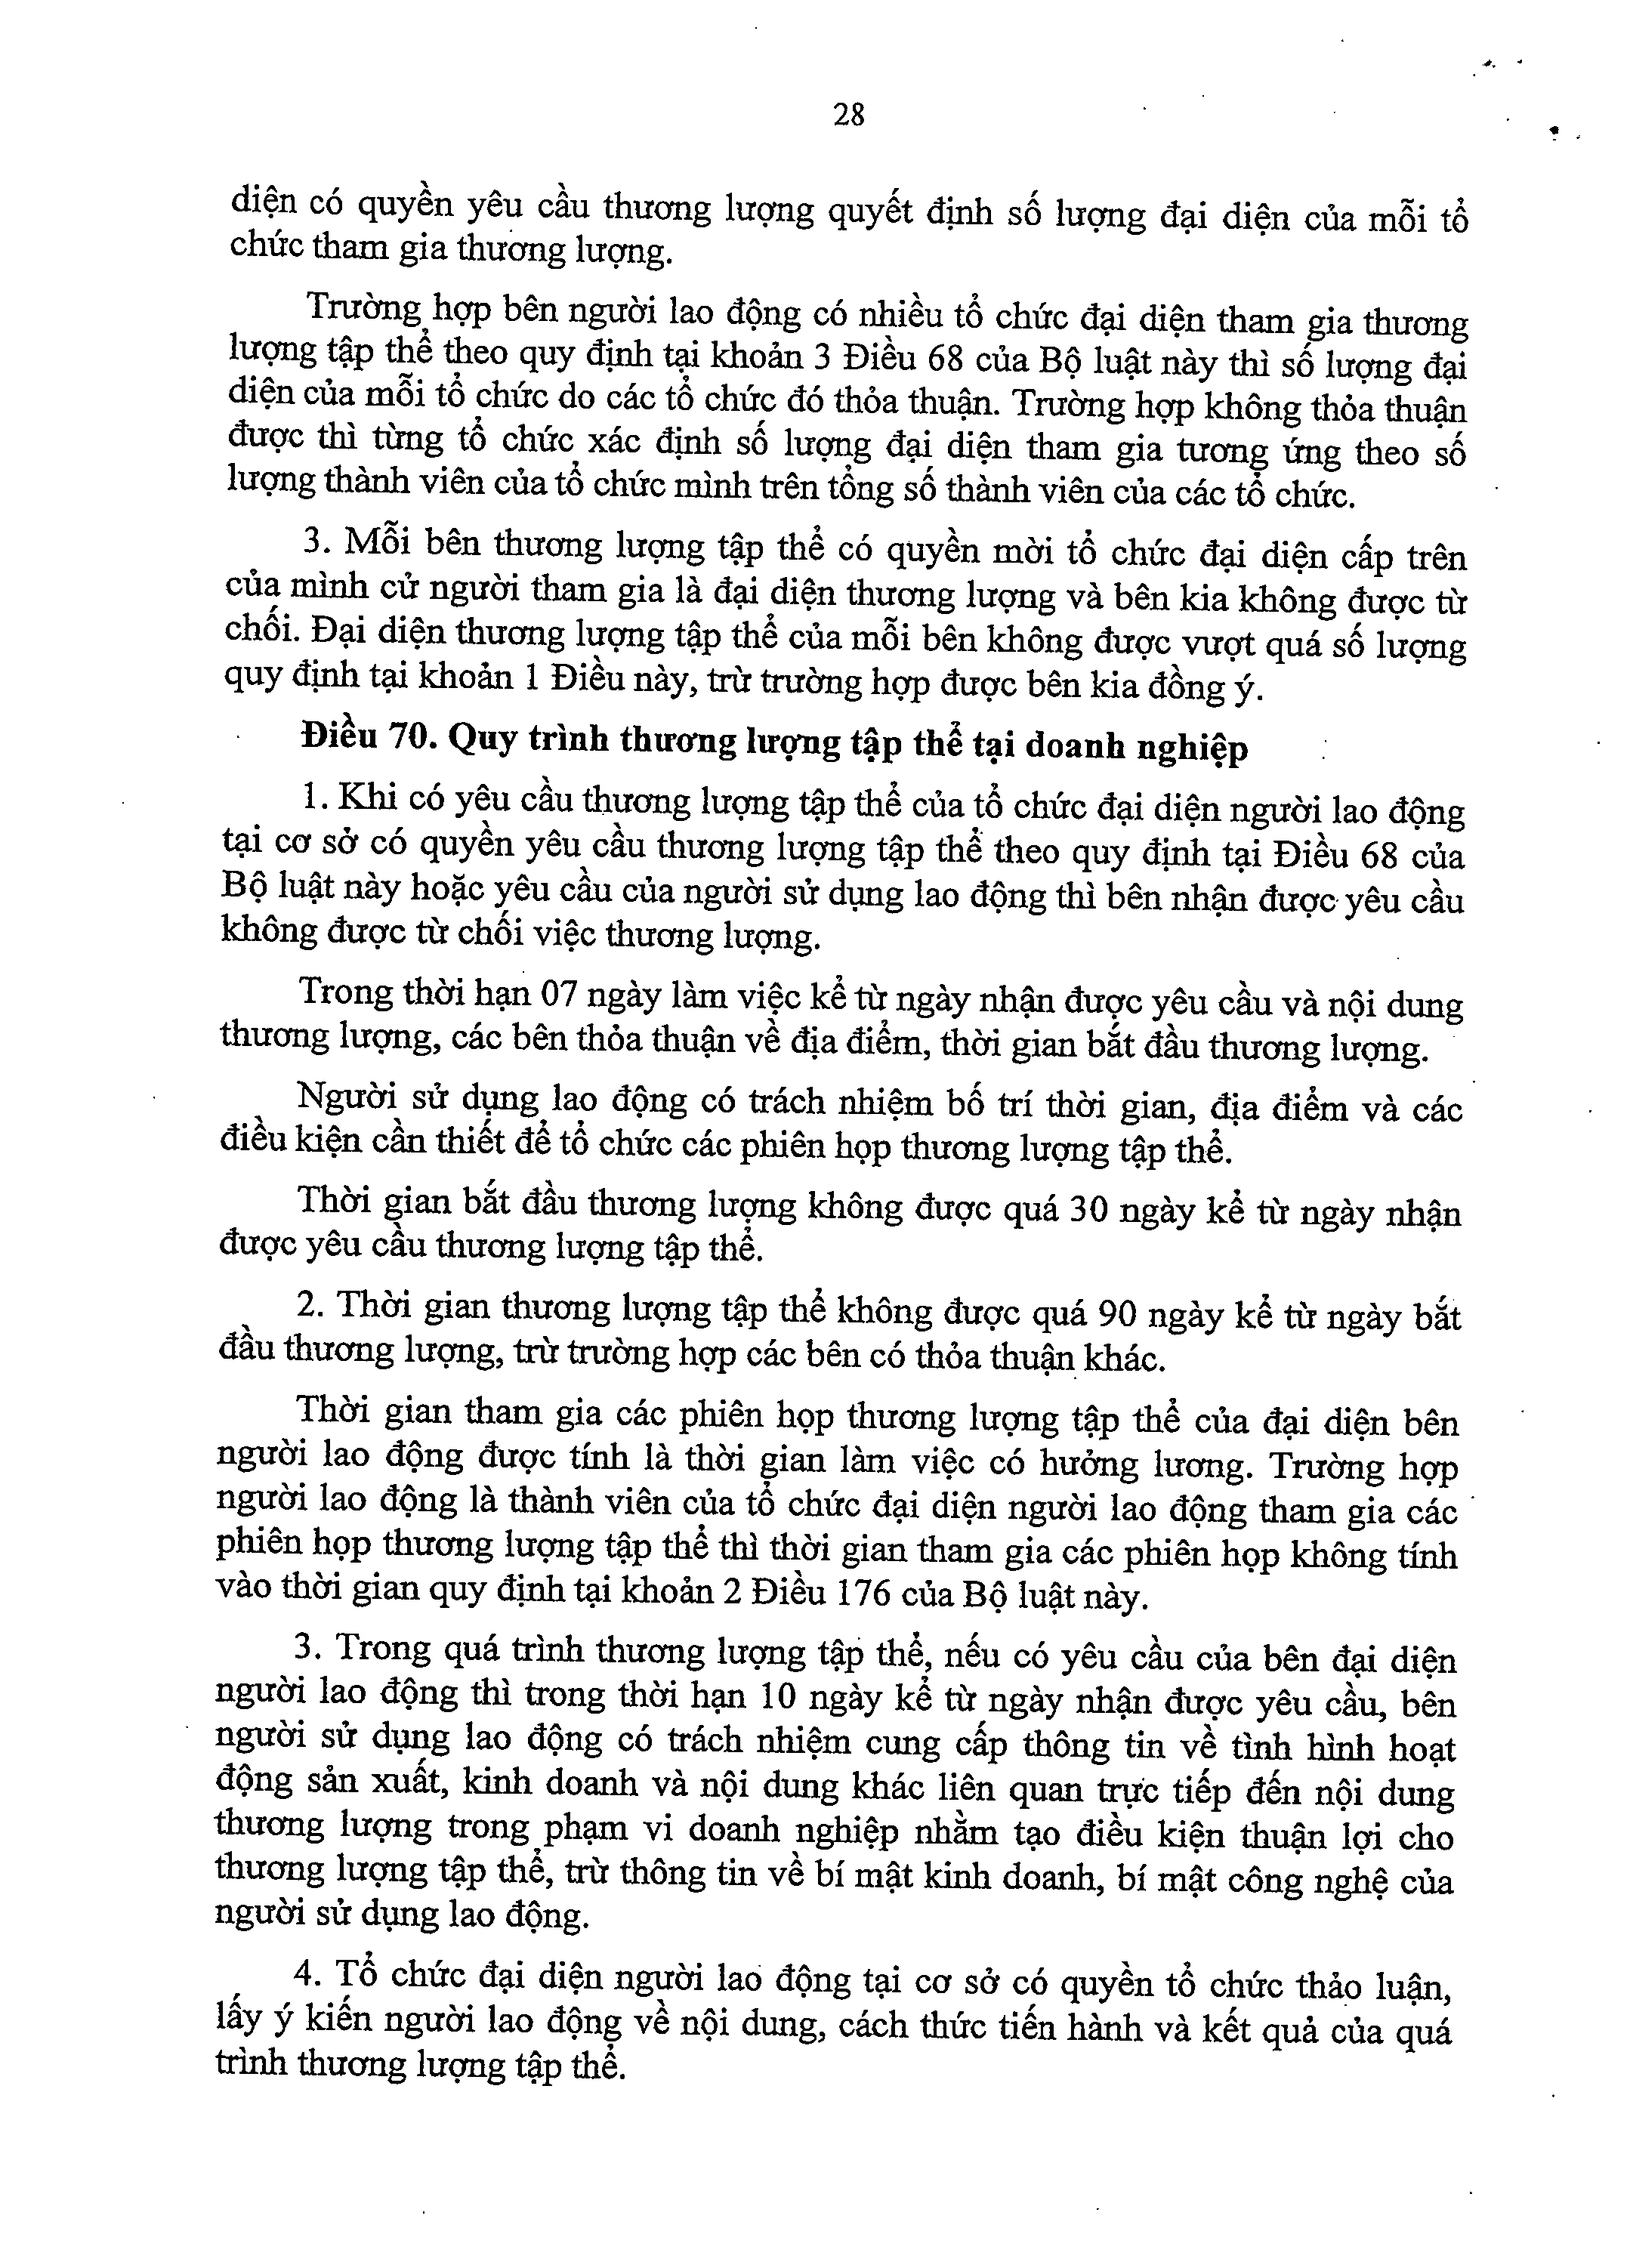 28
diện có quyền yêu cầu thương lượng quyết định số lượng đại diện của mỗi tổ
chức tham gia thương lượng.
Trường hợp bên người lao động có nhiều tổ chức đại diện tham gia thương
lượng tập thể theo quy định tại khoản 3 Điều 68 của Bộ luật này thì số lượng đại
diện của mỗi tổ chức do các tổ chức đó thỏa thuận. Trường hợp không thỏa thuận
được thì từng tổ chức xác định số lượng đại diện tham gia tương ứng theo số
lượng thành viên của tổ chức mình trên tổng số thành viên của các tổ chức.
3. Mỗi bên thương lượng tập thể có quyền mời tổ chức đại diện cấp trên
của mình cử người tham gia là đại diện thương lượng và bên kia không được từ
chối. Đại diện thương lượng tập thể của mỗi bên không được vượt quá số lượng
quy định tại khoản 1 Điều này, trừ trường hợp được bên kia đồng ý.
Điều 70. Quy trình thương lượng tập thể tại doanh nghiệp
1. Khi có yêu cầu thương lượng tập thể của tổ chức đại diện người lao động
tại cơ sở có quyền yêu cầu thương lượng tập thể theo quy định tại Điều 68 của
Bộ luật này hoặc yêu cầu của người sử dụng lao động thì bên nhận được yêu cầu
không được từ chối việc thương lượng.
Trong thời hạn 07 ngày làm việc kể từ ngày nhận được yêu cầu và nội dung
thương lượng, các bên thỏa thuận về địa điểm, thời gian bắt đầu thương lượng.
Người sử dụng lao động có trách nhiệm bố trí thời gian, địa điểm và các
điều kiện cần thiết để tổ chức các phiên họp thương lượng tập thể.
Thời gian bắt đầu thương lượng không được quá 30 ngày kể từ ngày nhận
được yêu cầu thương lượng tập thể.
2. Thời gian thương lượng tập thể không được quá 90 ngày kể từ ngày bắt
đầu thương lượng, trừ trường hợp các bên có thỏa thuận khác.
Thời gian tham gia các phiên họp thương lượng tập thể của đại diện bên
người lao động được tính là thời gian làm việc có hưởng lương. Trường hợp
người lao động là thành viên của tổ chức đại diện người lao động tham gia các
phiên họp thương lượng tập thể thì thời gian tham gia các phiên họp không tính
vào thời gian quy định tại khoản 2 Điều 176 của Bộ luật này.
3. Trong quá trình thương lượng tập thể, nếu có yêu cầu của bên đại diện
người lao động thì trong thời hạn 10 ngày kể từ ngày nhận được yêu cầu, bên
người sử dụng lao động có trách nhiệm cung cấp thông tin về tình hình hoạt
động sản xuất, kinh doanh và nội dung khác liên quan trực tiếp đến nội dung
thương lượng trong phạm vi doanh nghiệp nhằm tạo điều kiện thuận lợi cho
thương lượng tập thể, trừ thông tin về bí mật kinh doanh, bí mật công nghệ của
người sử dụng lao động.
4. Tổ chức đại diện người lao động tại cơ sở có quyền tổ chức thảo luận,
lấy ý kiến người lao động về nội dung, cách thức tiến hành và kết quả của quá
trình thương lượng tập thể.